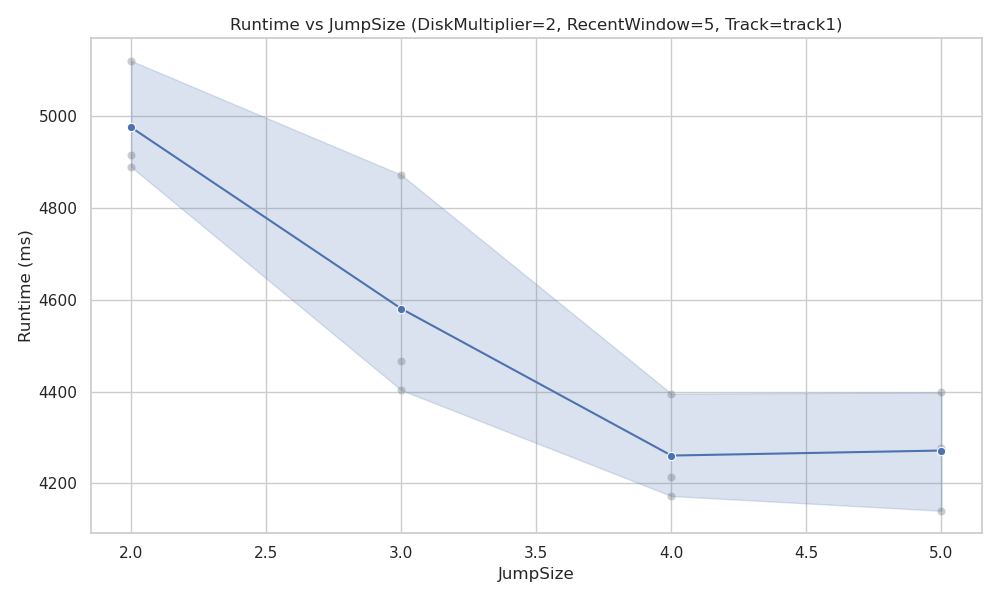 Runtime vs JumpSize (DiskMultiplier=2, RecentWindow=5, Track=track1)
5000
4800
4600
4400
4200
Runtime (ms)
2.0 2.5 3.0 3.5 4.0 4.5 5.0
JumpSize